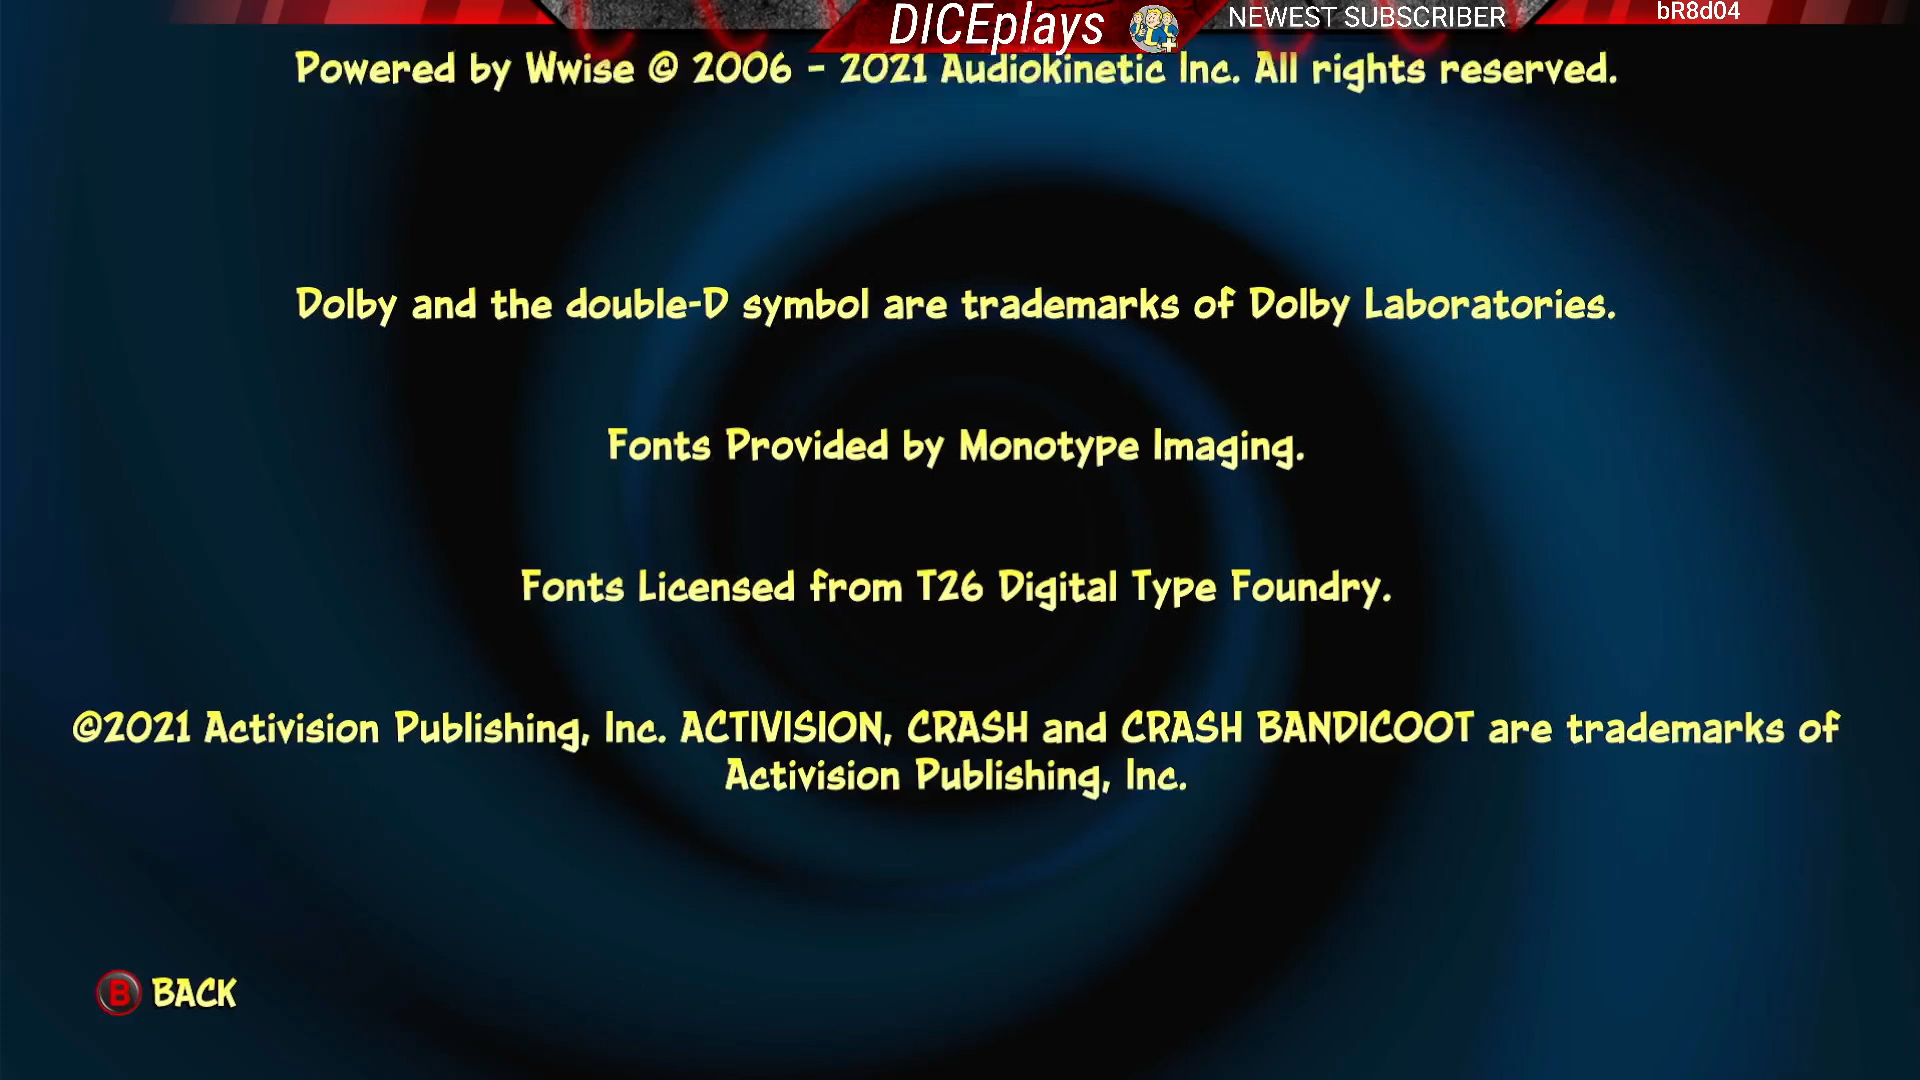 DICEplays
NEWEST SUBSCRIBER
bR8d04
Powered by Wwise © 2006 - 2021 Audiokinetic Inc. All rights reserved.
Dolby and the double-D symbol are trademarks of Dolby Laboratories.
Fonts Provided by Monotype Imaging.
Fonts Licensed from T26 Digital Type Foundry.
©2021 Activision Publishing, Inc. ACTIVISION, CRASH and CRASH BANDICOOT are trademarks of
Activision Publishing, Inc.
B BACK